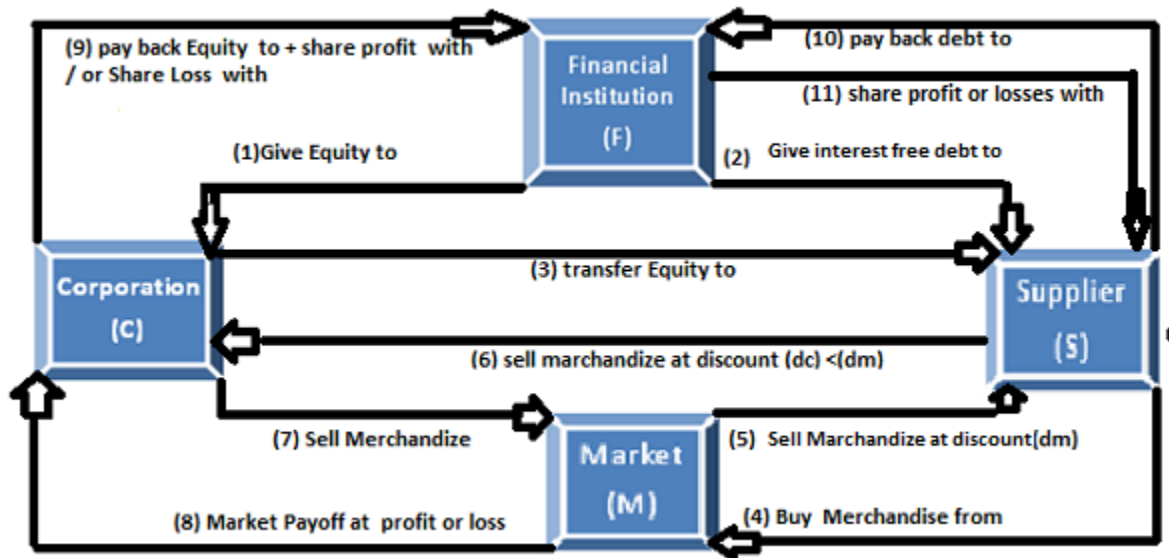 (9) pay back Equity to + share profit with
/ or Share Loss with
Financial
Institution
(F)
(10) pay back debt to
(11) share profit or losses with
(1)Give Equity to
(2) Give interest free debt to
(3) transfer Equity to
Corporation
(C)
Supplier
(S)
(6) sell marchandize at discount (dc) <(dm)
(7) Sell Merchandize
Market
(M)
(5) Sell Marchandize at discount(dm)
(8) Market Payoff at profit or loss
(4) Buy Merchandise from